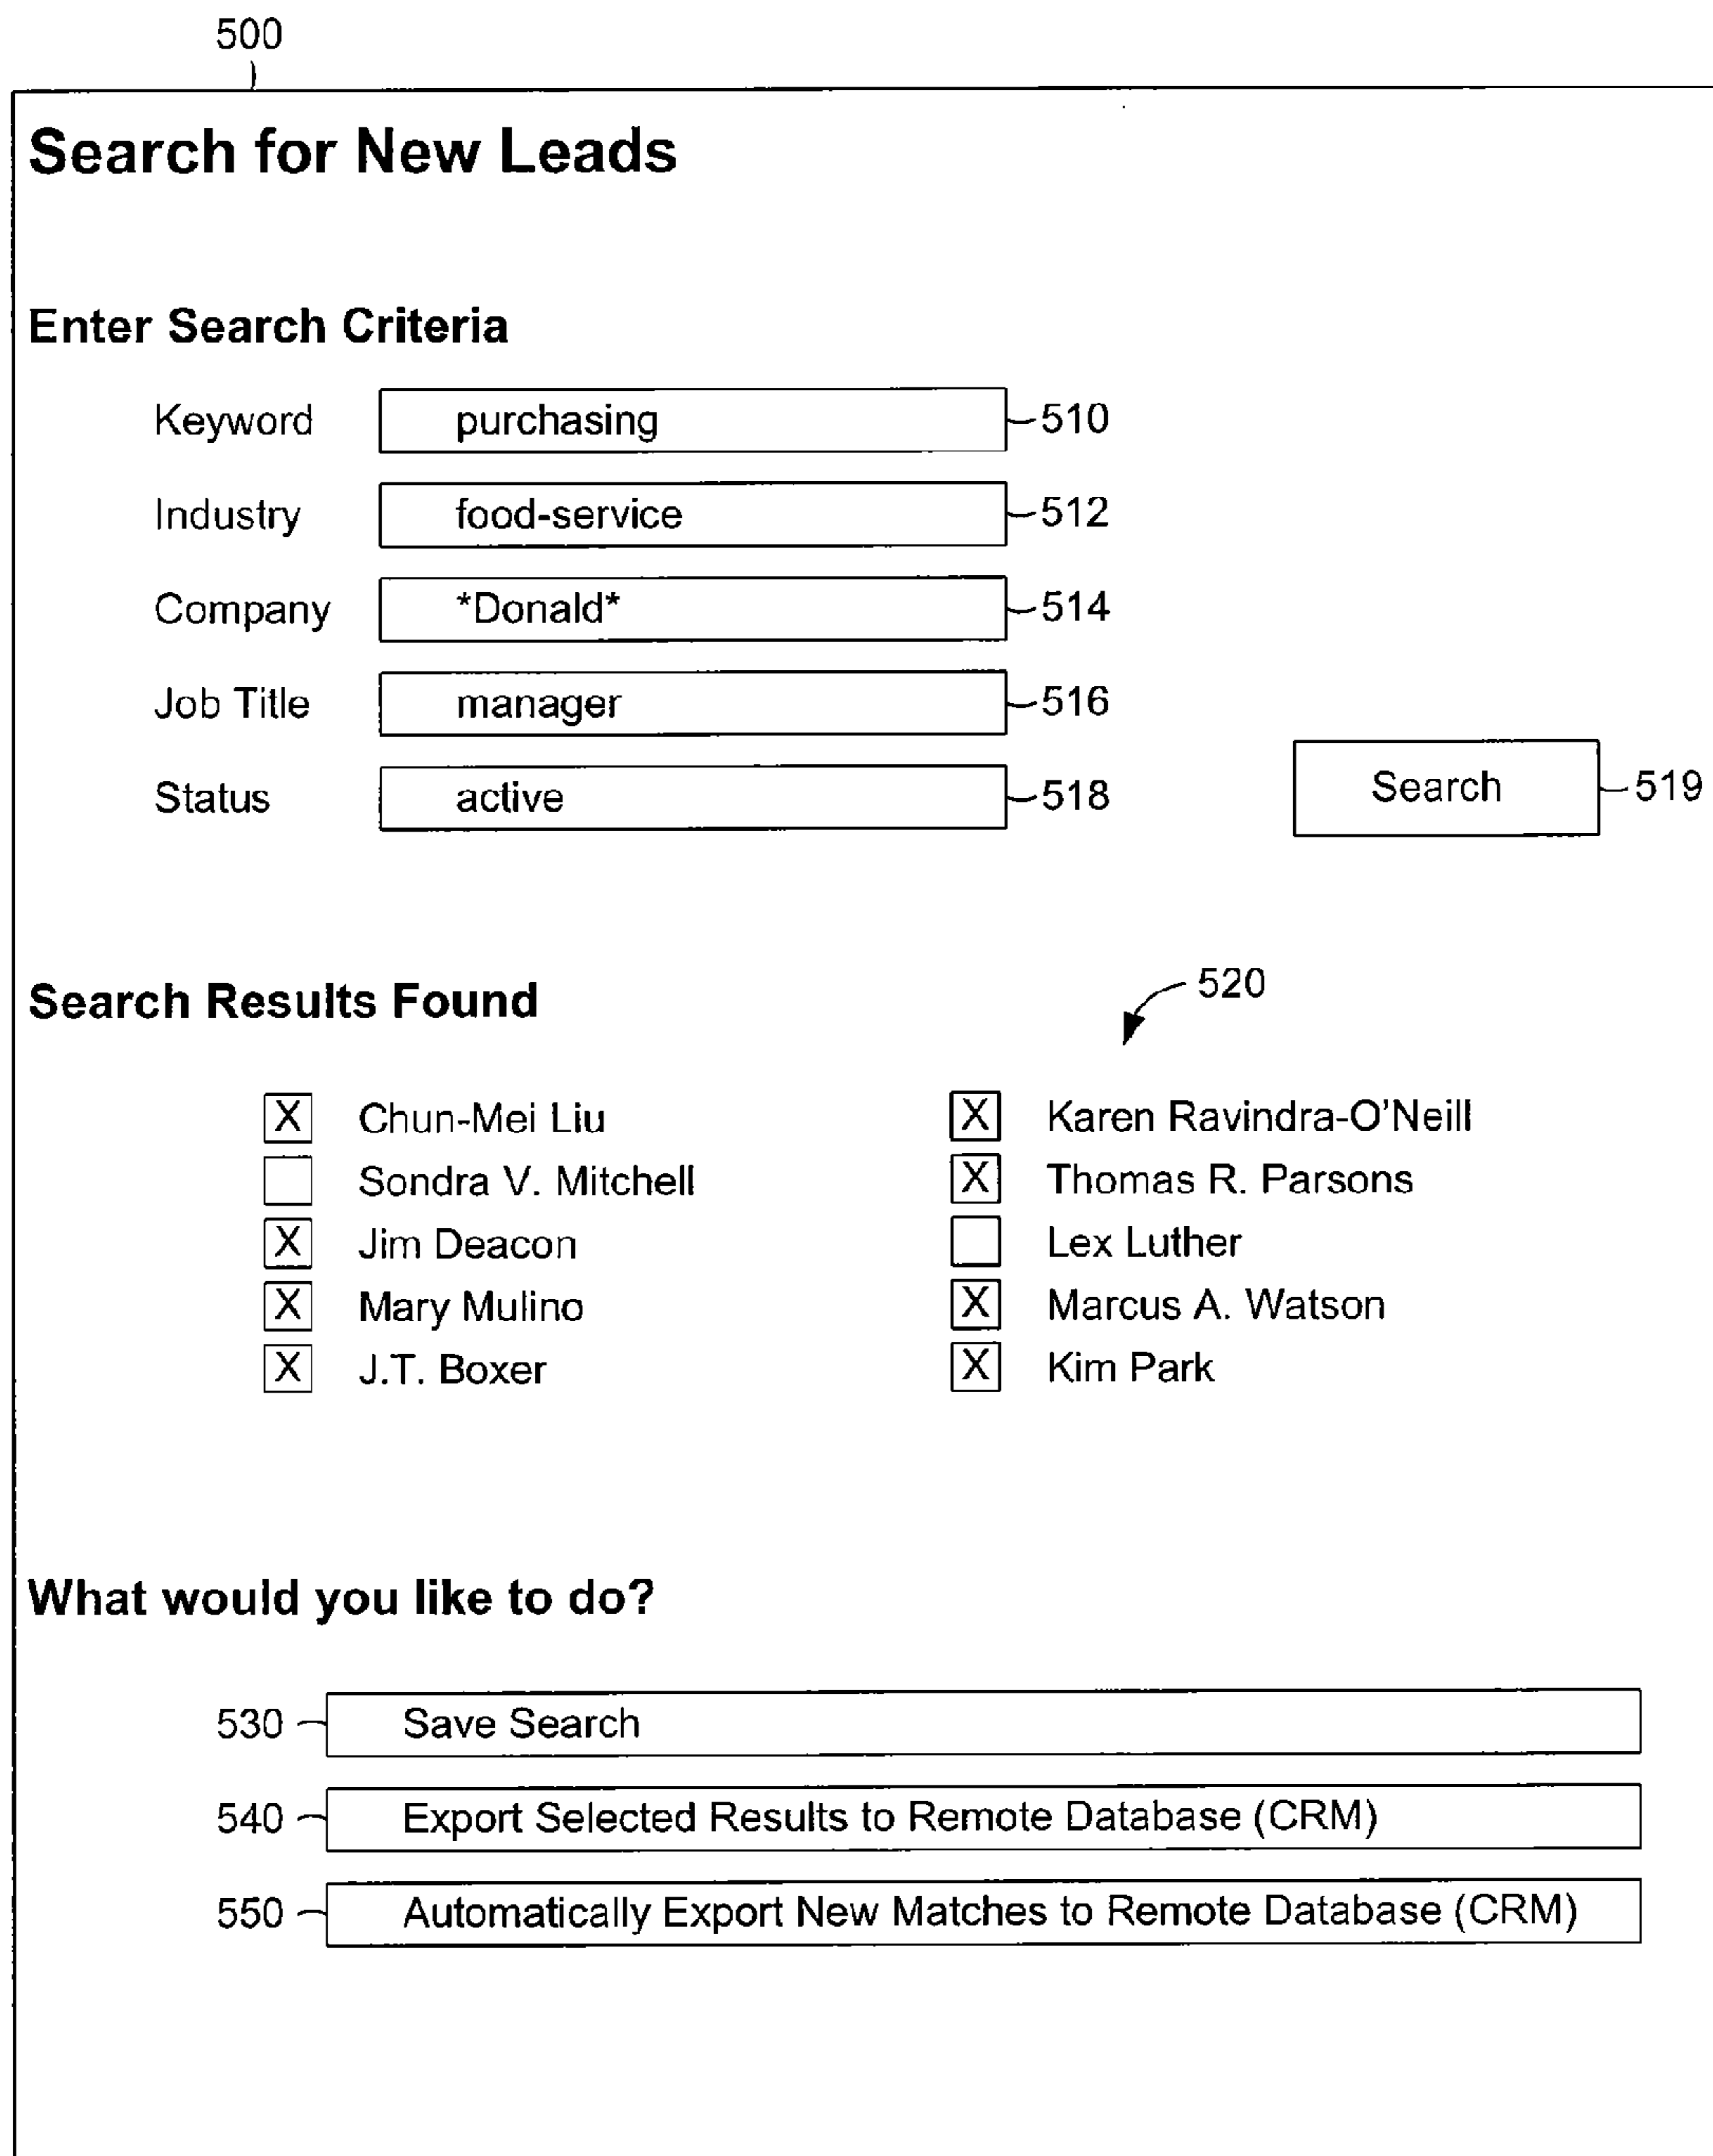 500
Search for New Leads
Enter Search Criteria
Keyword purchasing 510
Industry food-service 512
Company *Donald* 514
Job Title manager 516
Status active 518 Search 519
Search Results Found 520
X Chun-Mei Liu X Karen Ravindra-O'Neill
Sondra V. Mitchell X Thomas R. Parsons
X Jim Deacon Lex Luther
X Mary Mulino X Marcus A. Watson
X J.T. Boxer X Kim Park
What would you like to do?
530 Save Search
540 Export Selected Results to Remote Database (CRM)
550 Automatically Export New Matches to Remote Database (CRM)